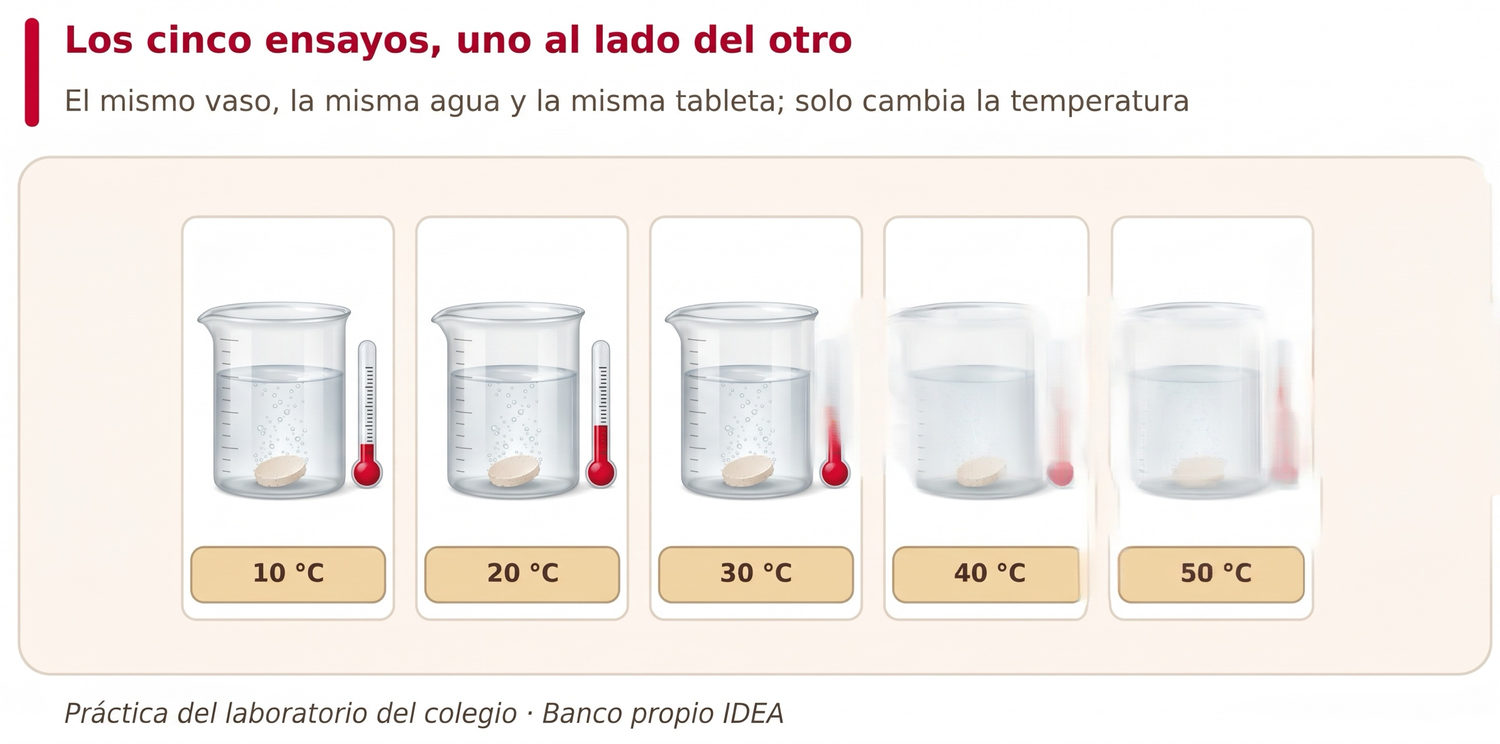 Los cinco ensayos, uno al lado del otro
El mismo vaso, la misma agua y la misma tableta; solo cambia la temperatura
10 °C
20 °C
30 °C
40 °C
50 °C
Práctica del laboratorio del colegio · Banco propio IDEA